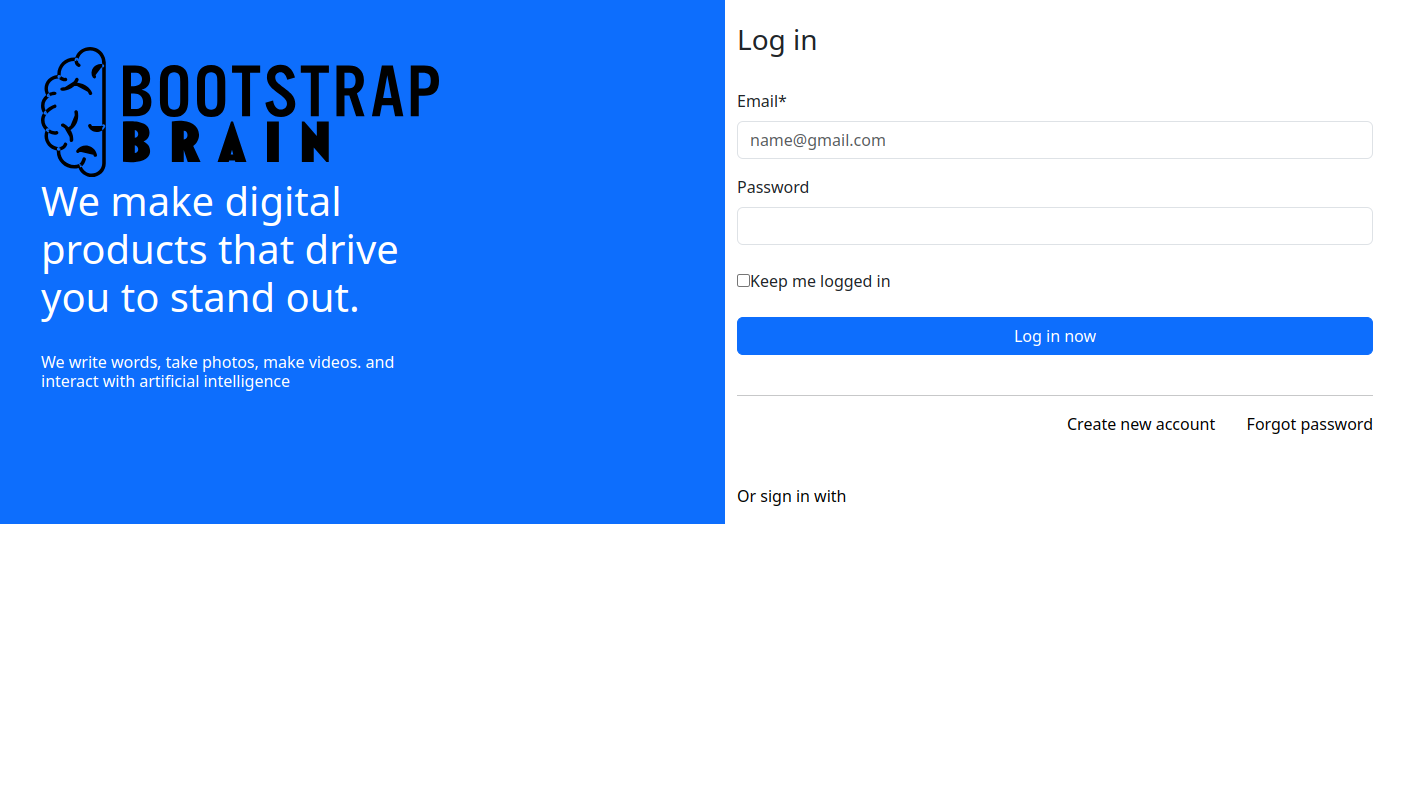 BOOTSTRAP
BRAIN
We make digital
products that drive
you to stand out.
We write words, take photos, make videos. and
interact with artificial intelligence
Log in
Email*
name@gmail.com
Password
Keep me logged in
Log in now
Create new account
Forgot password
Or sign in with